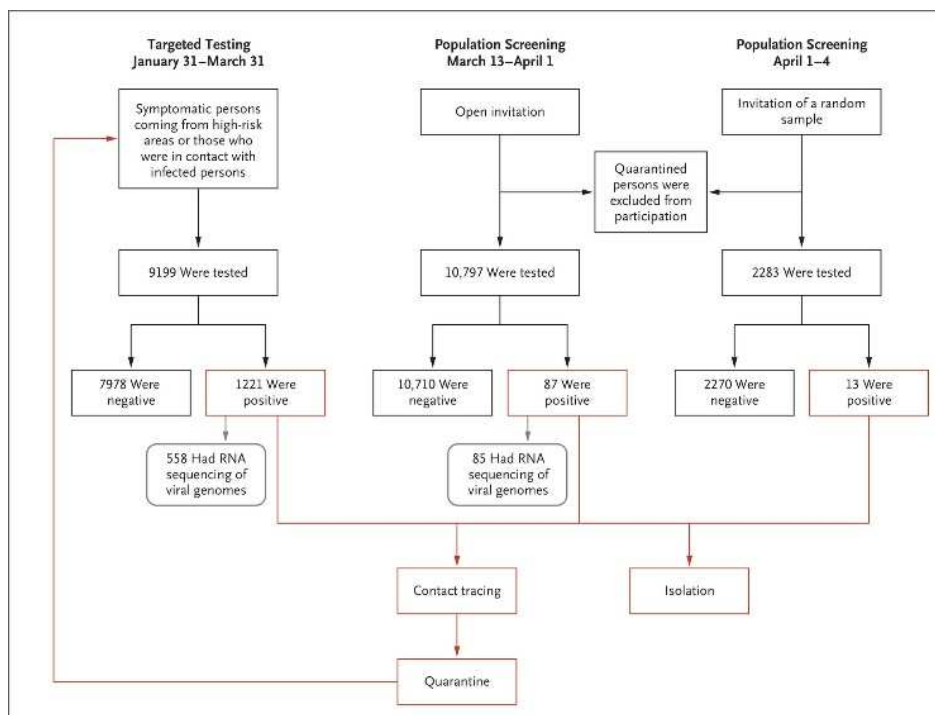 Targeted Testing
January 31–March 31
Population Screening
March 13–April 1
Population Screening
April 1–4
Symptomatic persons
coming from high-risk
areas or those who
were in contact with
infected persons
Open invitation
Invitation of a random
sample
Quarantined
persons were
excluded from
participation
9199 Were tested
10,797 Were tested
2283 Were tested
7978 Were
negative
1221 Were
positive
10,710 Were
negative
87 Were
positive
2270 Were
negative
13 Were
positive
558 Had RNA
sequencing of
viral genomes
85 Had RNA
sequencing of
viral genomes
Contact tracing
Isolation
Quarantine